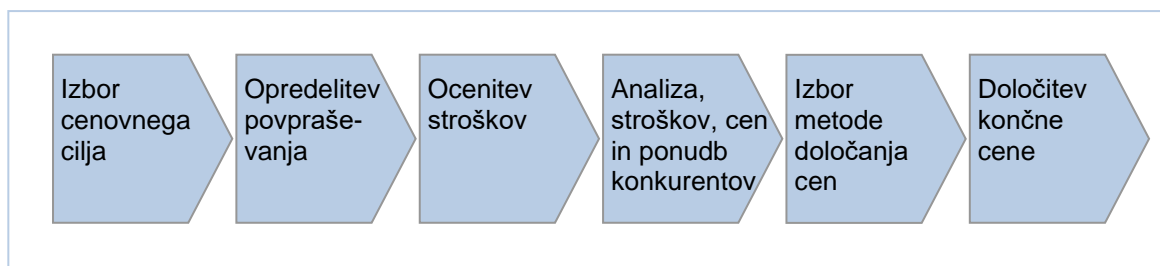 Izbor
cenovnega
cilja
Opredelitev
povpraše-
vanja
Ocenitev
stroškov
Analiza,
stroškov, cen
in ponudb
konkurentov
Izbor
metode
določanja
cen
Določitev
končne
cene